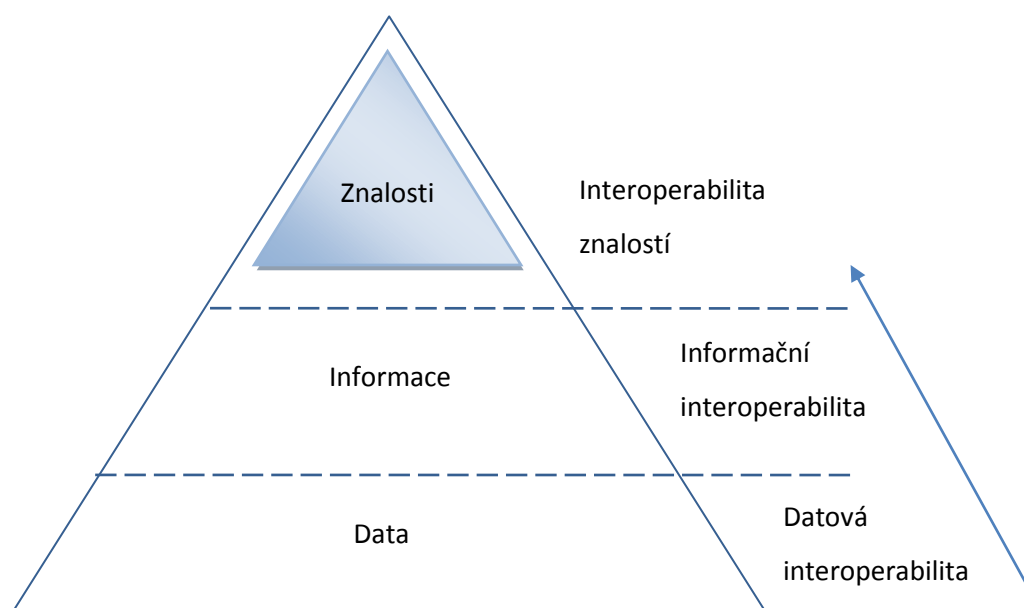 Znalosti
Interoperabilita
znalostí
Informace
Informační
interoperabilita
Data
Datová
interoperabilita